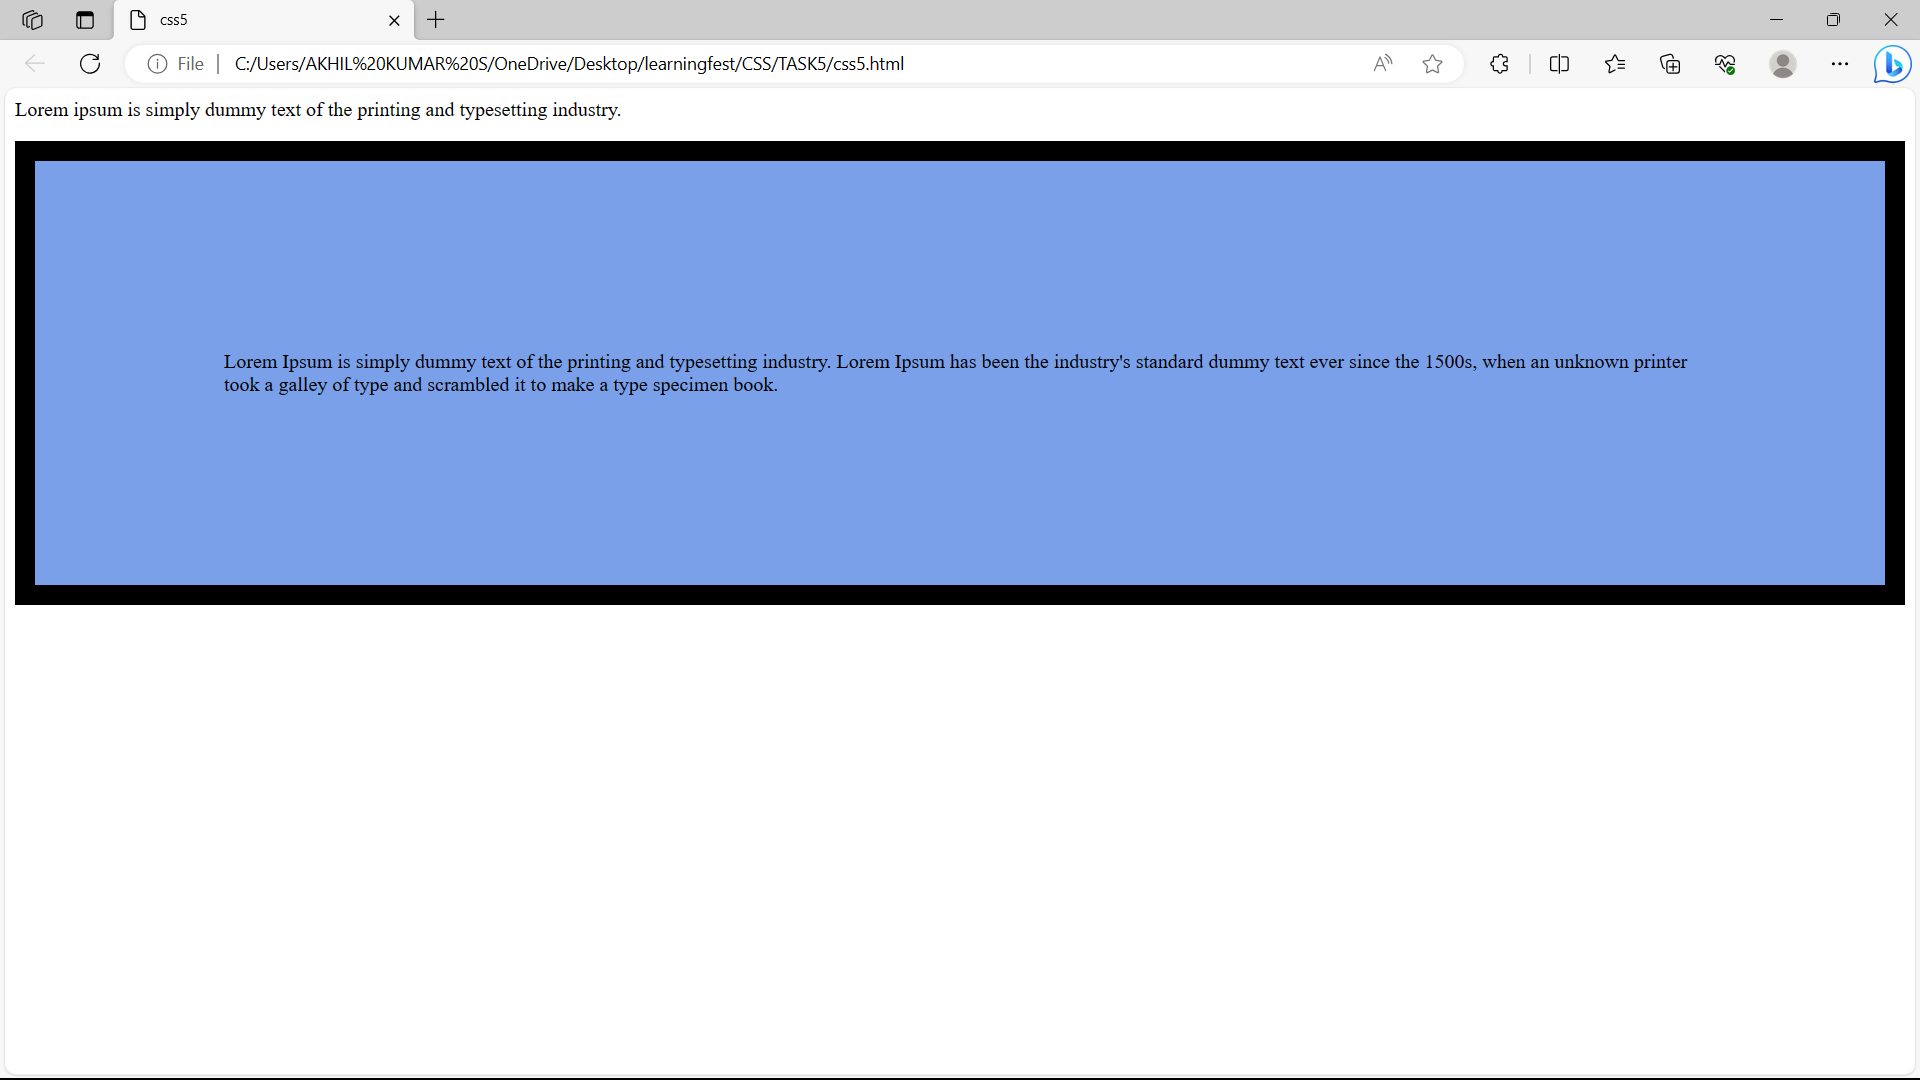 css5
File
C:/Users/AKHIL%20KUMAR%20S/OneDrive/Desktop/learningfest/CSS/TASK5/css5.html
Lorem ipsum is simply dummy text of the printing and typesetting industry.
Lorem Ipsum is simply dummy text of the printing and typesetting industry. Lorem Ipsum has been the industry's standard dummy text ever since the 1500s, when an unknown printer
took a galley of type and scrambled it to make a type specimen book.